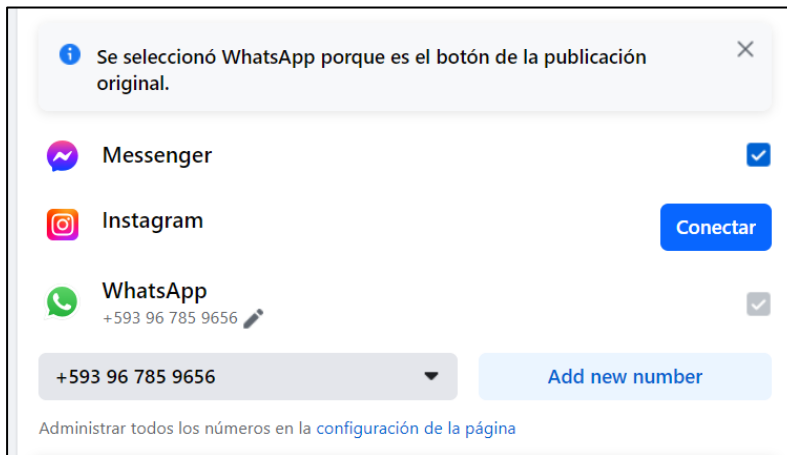 Se seleccionó WhatsApp porque es el botón de la publicación
original.
Messenger
Instagram
Conectar
WhatsApp
+593 96 785 9656
+593 96 785 9656
Add new number
Administrar todos los números en la configuración de la página